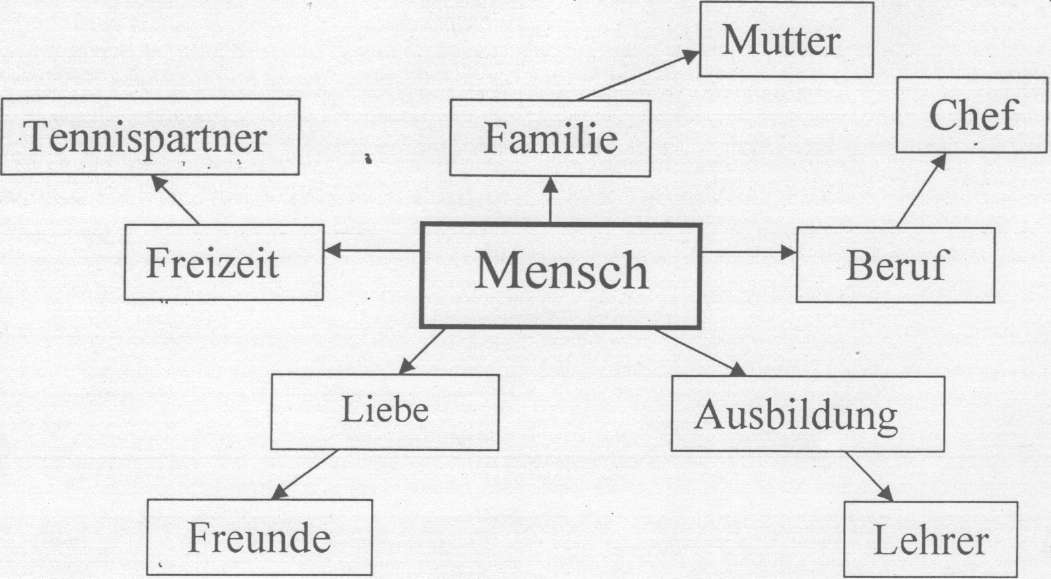 Mutter
Chef
Tennispartner
Familie
Freizeit
Mensch
Beruf
Liebe
Ausbildung
Freunde
Lehrer